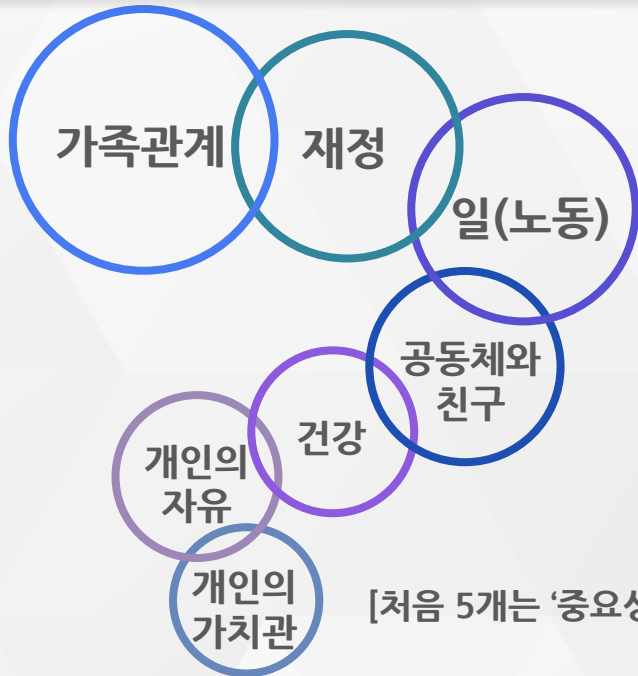 가족관계
재정
일(노동)
공동체와
친구
건강
개인의
자유
개인의
가치관
[처음 5개는 ‘중요성